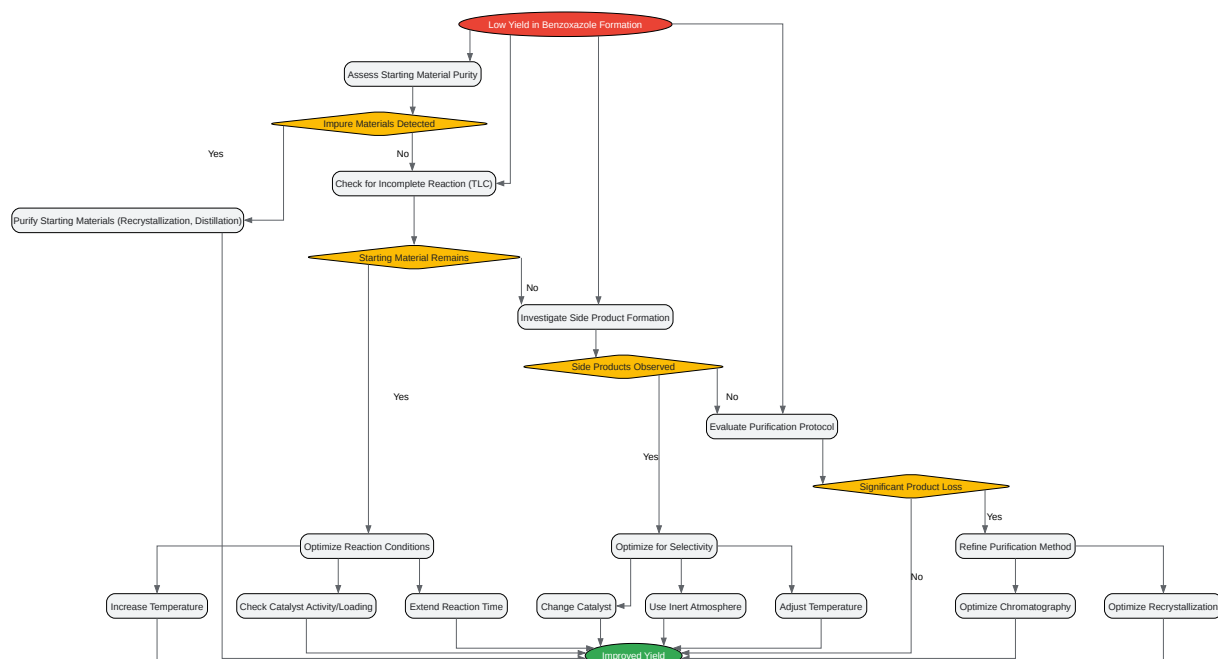 Low Yield in Benzoxazole Formation
Assess Starting Material Purity
Impure Materials Detected
Yes
No
Check for Incomplete Reaction (TLC)
Purify Starting Materials (Recrystallization, Distillation)
Starting Material Remains
No
Investigate Side Product Formation
Side Products Observed
Yes
No
Evaluate Purification Protocol
Yes
Significant Product Loss
Yes
Optimize Reaction Conditions
Optimize for Selectivity
Refine Purification Method
No
Increase Temperature
Check Catalyst Activity/Loading
Extend Reaction Time
Change Catalyst
Use Inert Atmosphere
Adjust Temperature
Optimize Chromatography
Optimize Recrystallization
Improved Yield